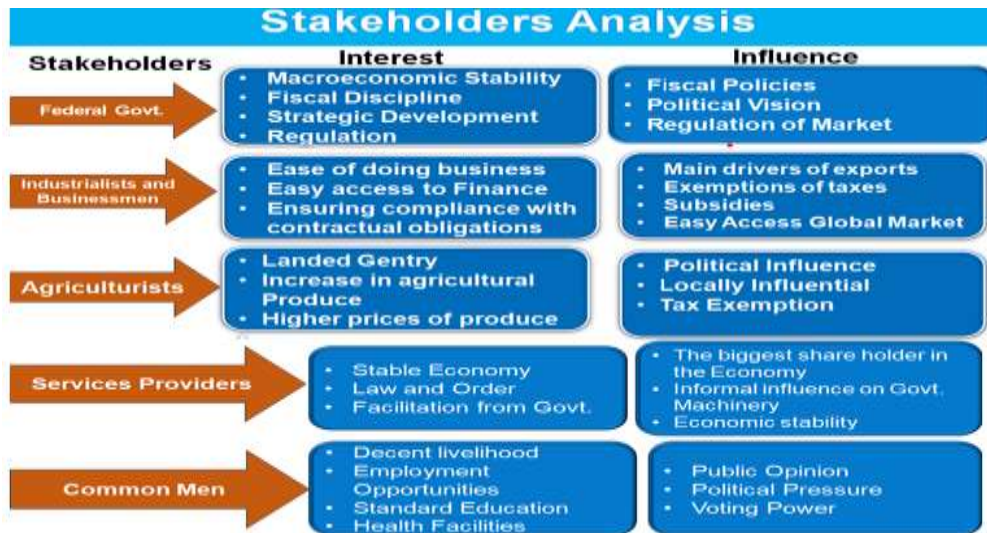 Stakeholders Analysis
Stakeholders
Interest
Influence
Federal Govt.
• Macroeconomic Stability
• Fiscal Discipline
• Strategic Development
• Regulation
• Fiscal Policies
• Political Vision
• Regulation of Market
Industrialists and
Businessmen
• Ease of doing business
• Easy access to Finance
• Ensuring compliance with
contractual obligations
• Main drivers of exports
• Exemptions of taxes
• Subsidies
• Easy Access Global Market
Agriculturists
• Landed Gentry
• Increase in agricultural
Produce
• Higher prices of produce
• Political Influence
• Locally Influential
• Tax Exemption
Services Providers
• Stable Economy
• Law and Order
• Facilitation from Govt.
• The biggest share holder in
the Economy
• Informal influence on Govt.
Machinery
• Economic stability
Common Men
• Decent livelihood
• Employment
Opportunities
• Standard Education
• Health Facilities
• Public Opinion
• Political Pressure
• Voting Power